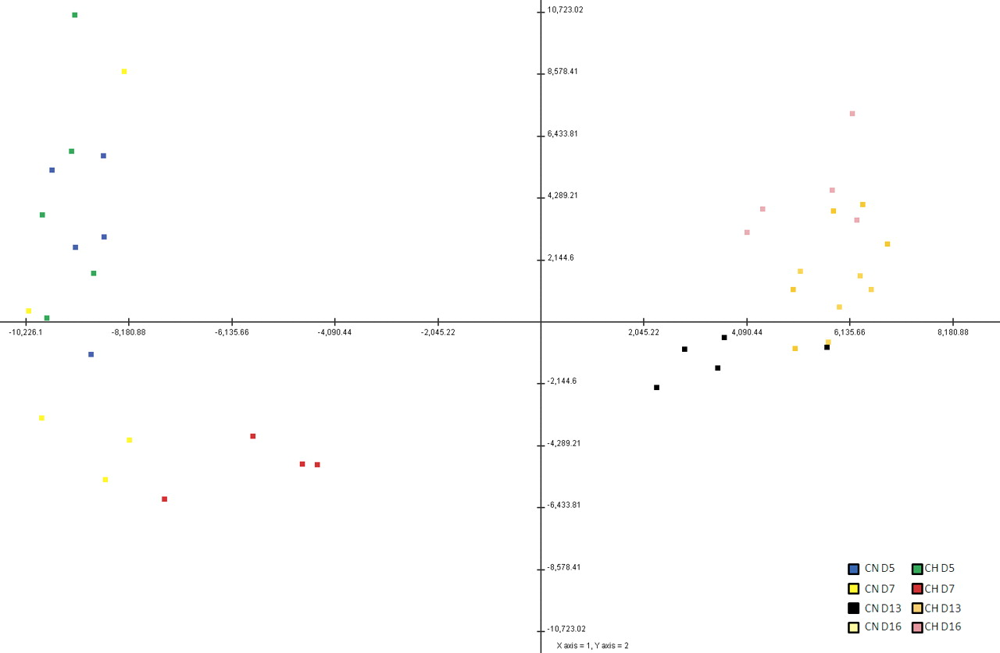 10,723.02
8,578.41
6,433.81
4,289.21
2,144.6
-10,226.1 -8,180.88 -6,135.66 -4,090.44 -2,045.22 2,045.22 4,090.44 6,135.66 8,180.88
-2,144.6
-4,289.21
-6,433.81
-8,578.41
-10,723.02
CN D5 CH D5
CN D7 CH D7
CN D13 CH D13
CN D16 CH D16
X axis = 1, Y axis = 2